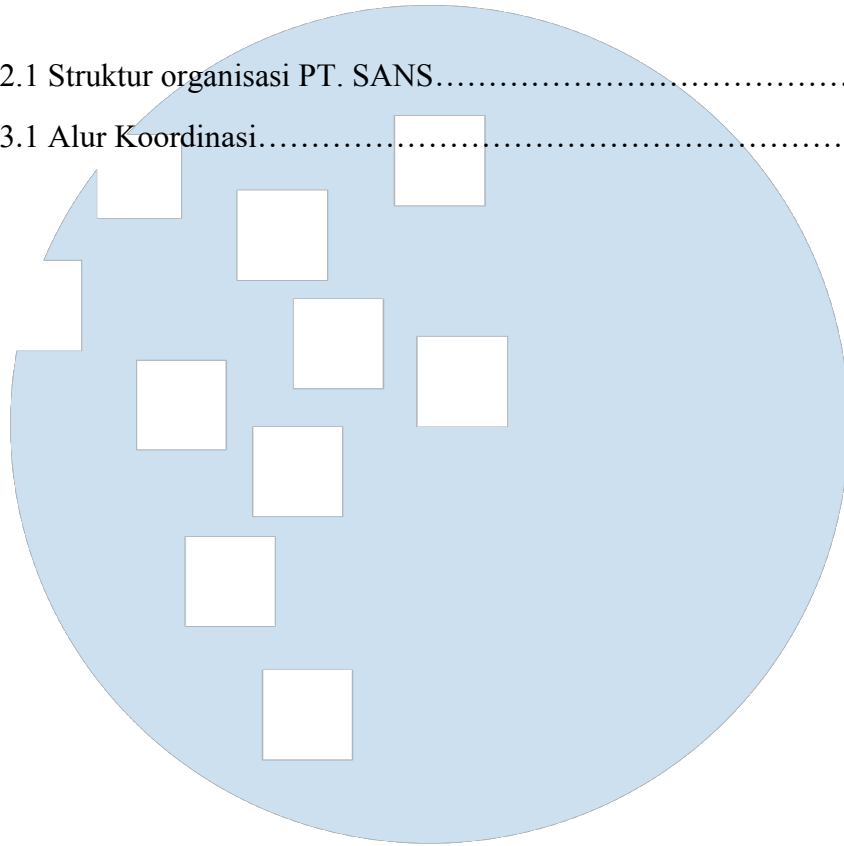 2.1 Struktur organisasi PT. SANS……………………………………
3.1 Alur Koordinasi……………………………………………………